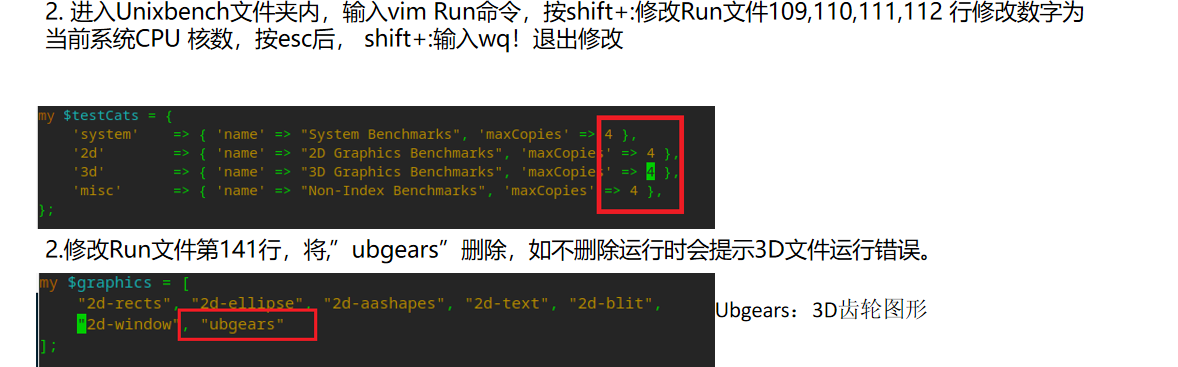 2. 进入Unixbench文件夹内，输入vim Run命令，按shift+:修改Run文件109,110,111,112 行修改数字为
当前系统CPU 核数，按esc后， shift+:输入wq！退出修改
my $testCats = {
    'system'    => { 'name' => "System Benchmarks", 'maxCopies' => 4 },
    '2d'        => { 'name' => "2D Graphics Benchmarks", 'maxCopies' => 4 },
    '3d'        => { 'name' => "3D Graphics Benchmarks", 'maxCopies' => 4 },
    'misc'      => { 'name' => "Non-Index Benchmarks", 'maxCopies' => 4 },
};
2.修改Run文件第141行，将,”ubgears”删除，如不删除运行时会提示3D文件运行错误。
my $graphics = [
    "2d-rects", "2d-ellipse", "2d-aashapes", "2d-text", "2d-blit",
    "2d-window", "ubgears"
];
Ubgears：3D齿轮图形